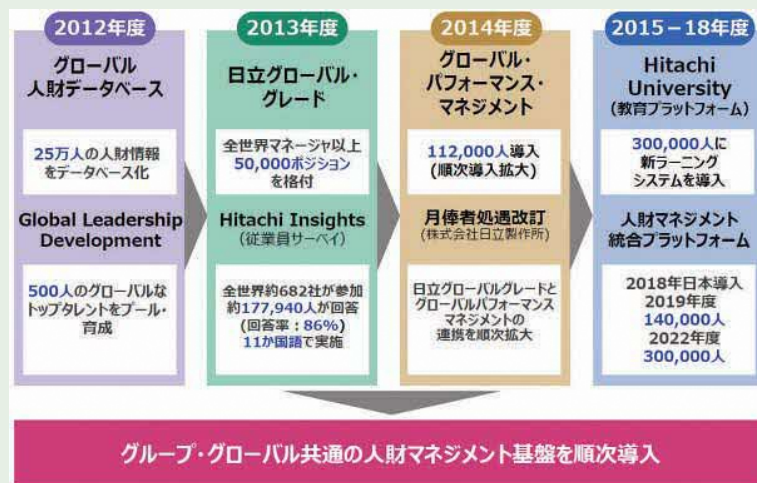 2012年度
グローバル
人財データベース
25万人の人財情報
をデータベース化
Global Leadership
Development
500人のグローバルな
トップタレントをプール・
育成
2013年度
日立グローバル・
グレード
全世界マネージャ以上
50,000ポジション
を格付
Hitachi Insights
(従業員サーベイ)
全世界約682社が参加
約177,940人が回答
(回答率：86%)
11か国語で実施
2014年度
グローバル・
パフォーマンス・
マネジメント
112,000人導入
(順次導入拡大)
月俸者処遇改訂
(株式会社日立製作所)
日立グローバルグレードと
グローバルパフォーマンス
マネジメントの
連携を順次拡大
2015－18年度
Hitachi
University
(教育プラットフォーム)
300,000人に
新ラーニング
システムを導入
人財マネジメント
統合プラットフォーム
2018年日本導入
2019年度
140,000人
2022年度
300,000人
グループ・グローバル共通の人財マネジメント基盤を順次導入